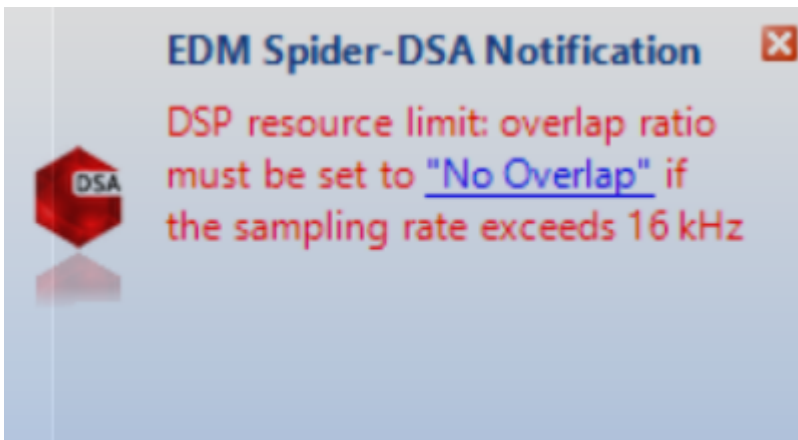 EDM Spider-DSA Notification
DSP resource limit: overlap ratio
must be set to "No Overlap" if
the sampling rate exceeds 16 kHz
DSA